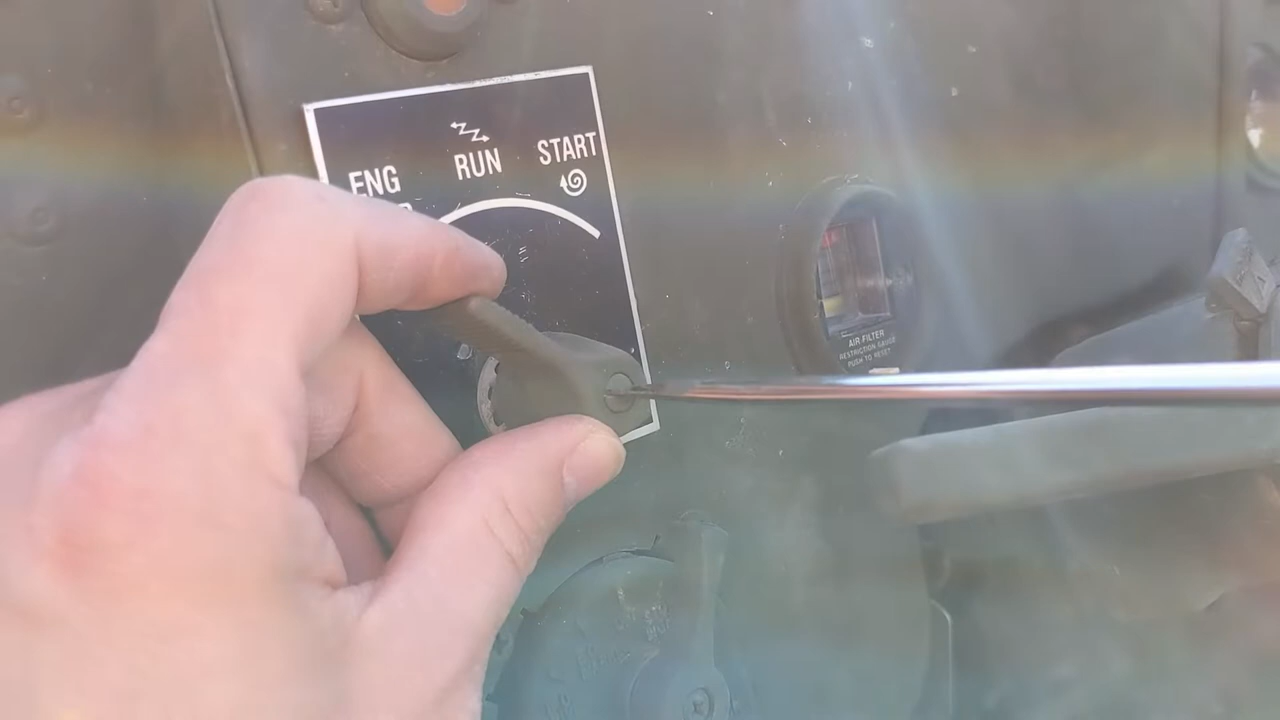 ENG
RUN
START
AIR FILTER
RESTRICTION GAUGE
PUSH TO RESET